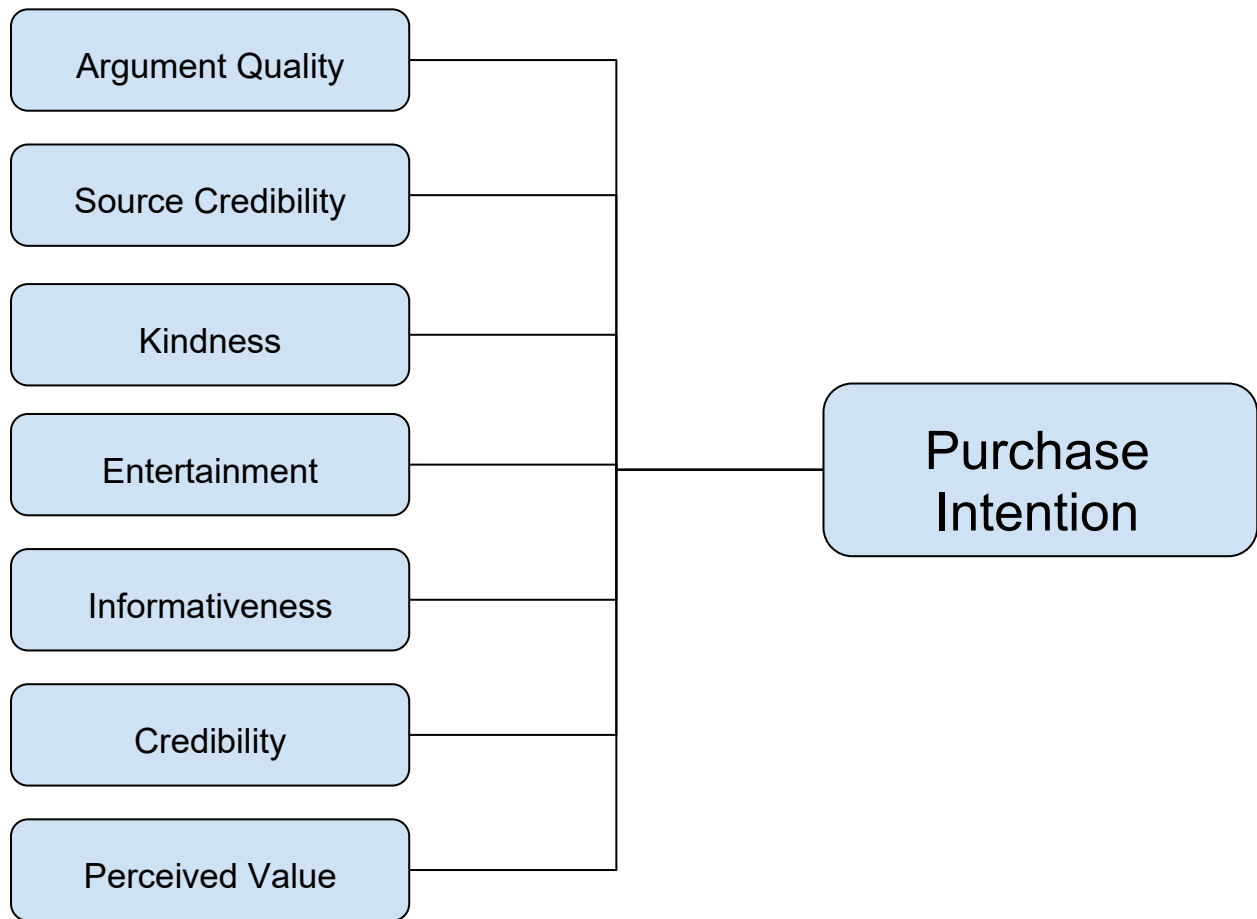 Argument Quality
Source Credibility
Kindness
Entertainment
Informativeness
Credibility
Perceived Value
Purchase
Intention